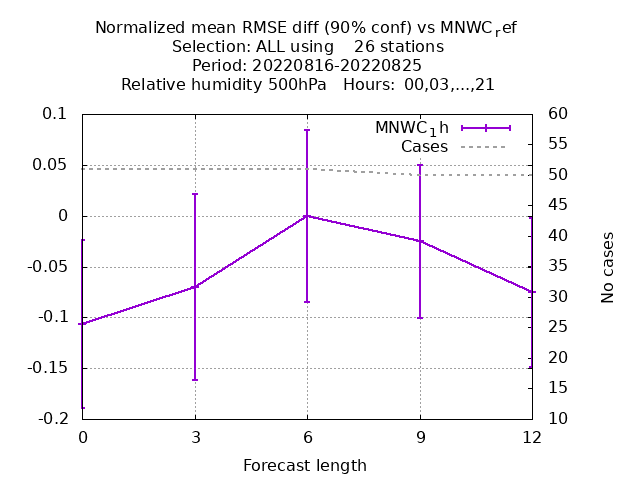 Normalized mean RMSE diff (90% conf) vs MNWC_ref
Selection: ALL using    26 stations
Period: 20220816-20220825
Relative humidity 500hPa   Hours: 00,03,...,21
MNWC_1h
Cases
0.1
0.05
0
-0.05
-0.1
-0.15
-0.2
60
55
50
45
40
35
30
25
20
15
10
No cases
0 3 6 9 12
Forecast length